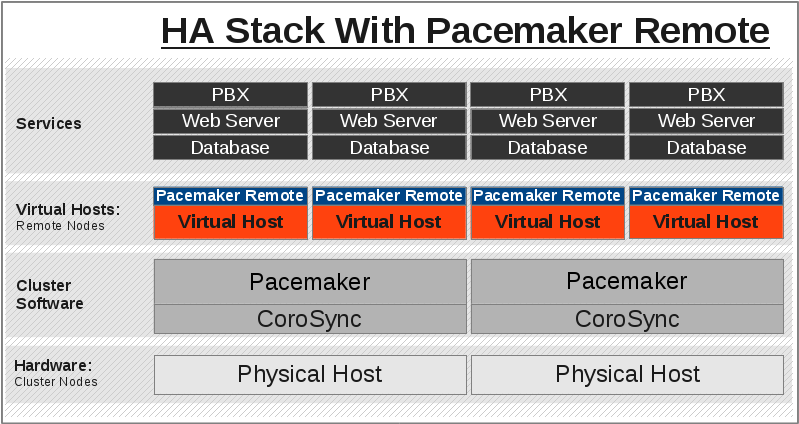 HA Stack With Pacemaker Remote
Services
PBX PBX PBX PBX
Web Server Web Server Web Server Web Server
Database Database Database Database
Virtual Hosts:
Remote Nodes
Pacemaker Remote Pacemaker Remote Pacemaker Remote Pacemaker Remote
Virtual Host Virtual Host Virtual Host Virtual Host
Cluster
Software
Pacemaker Pacemaker
CoroSync CoroSync
Hardware:
Cluster Nodes
Physical Host Physical Host